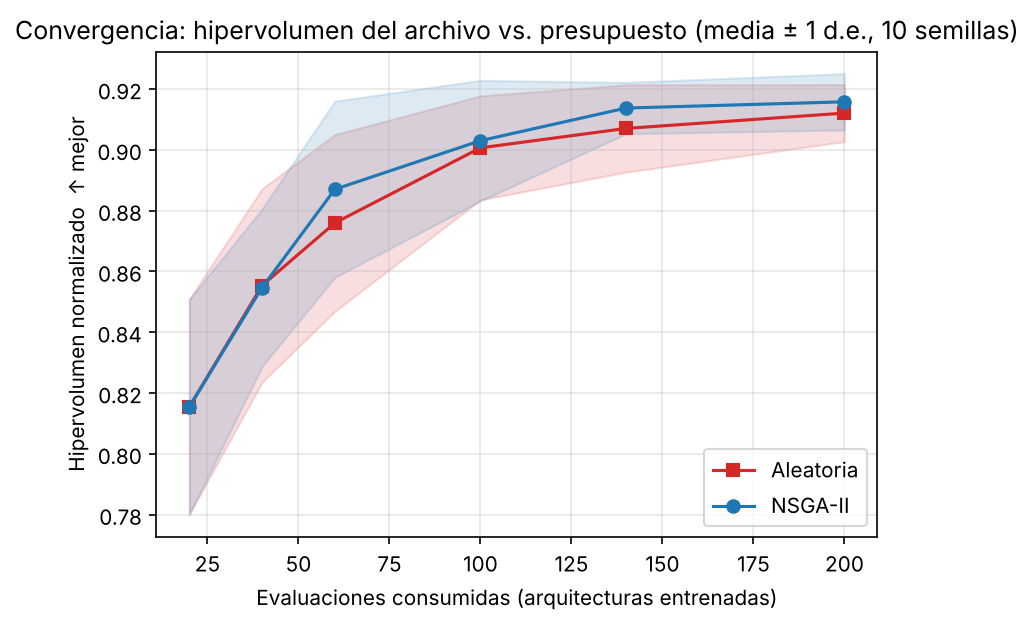 Convergencia: hipervolumen del archivo vs. presupuesto (media ± 1 d.e., 10 semillas)
Hipervolumen normalizado ↑ mejor
0.92
0.90
0.88
0.86
0.84
0.82
0.80
0.78
Aleatoria
NSGA-II
25 50 75 100 125 150 175 200
Evaluaciones consumidas (arquitecturas entrenadas)